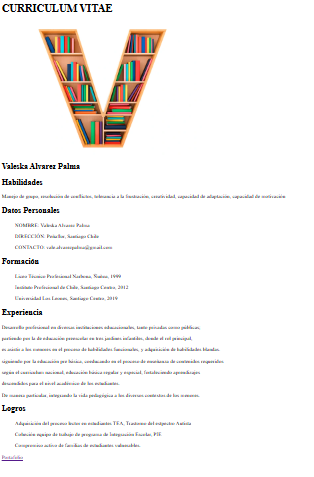 CURRICULUM VITAE
Valeska Alvarez Palma
Habilidades
Manejo de grupo, resolución de conflictos, tolerancia a la frustración, creatividad, capacidad de adaptación, capacidad de motivación
Datos Personales
NOMBRE: Valeska Alvarez Palma
DIRECCIÓN: Peñaflor, Santiago Chile
CONTACTO: vale.alvarezpalma@gmail.com
Formación
Liceo Técnico Profesional Nueva, Ñuñoa, 1999
Instituto Profesional de Chile, Santiago Centro, 2012
Universidad Los Leones, Santiago Centro, 2019
Experiencia
Desarrollo profesional en diversas instituciones educacionales, tanto privadas como públicas,
partiendo por la de educación preescolar en tres jardines infantiles, donde el rol principal,
es asistir a los menores en el proceso de habilidades funcionales, y adquisición de habilidades blandas.
siguiendo por la educación pre básica, conduciendo en el proceso de enseñanza de contenidos requeridos
según el curriculum nacional, educación básica regular y especial, fortaleciendo aprendizajes
descendidos para el nivel académico de los estudiantes.
De manera particular, integrando la vida pedagógica a los diversos contextos de los menores.
Logros
Adquisición del proceso lector en estudiantes TEA, Trastorno del espectro Autista
Cohesión equipo de trabajo de programa de Integración Escolar, PIE
Compromiso activo de familias de estudiantes vulnerables.
Portafolio